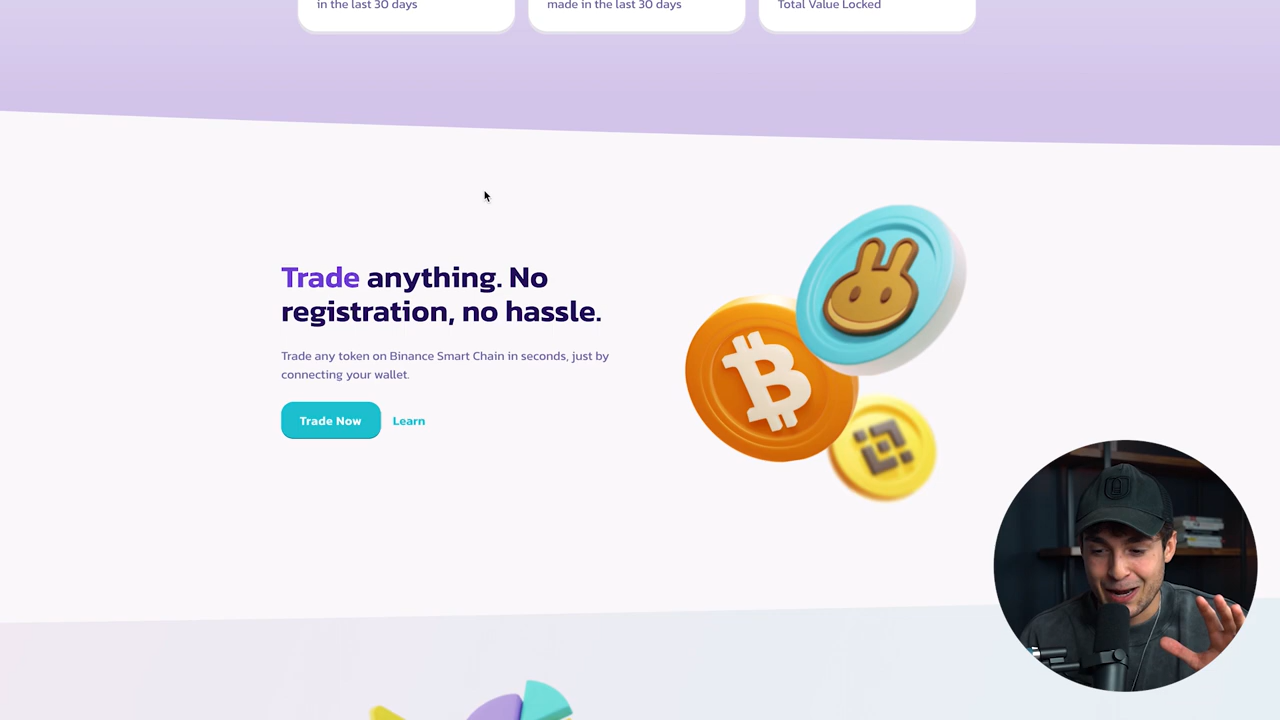 in the last 30 days
made in the last 30 days
Total Value Locked
Trade anything. No
registration, no hassle.
Trade any token on Binance Smart Chain in seconds, just by
connecting your wallet.
Trade Now
Learn